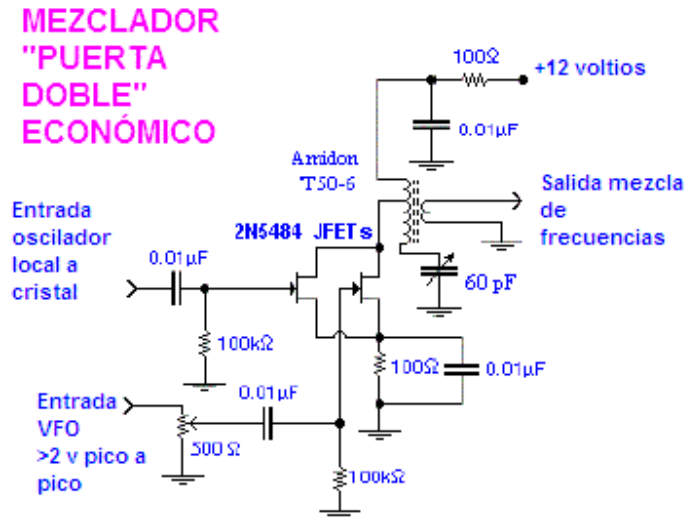 MEZCLADOR
"PUERTA
DOBLE"
ECONÓMICO
100Ω
+12 voltios
0.01µF
Amidon
T50-6
Salida mezcla
de
frecuencias
Entrada
oscilador
local a
cristal
2N5484 JFETs
0.01µF
60 pF
100kΩ
100Ω
0.01µF
0.01µF
Entrada
VFO
>2 v pico a
pico
500 Ω
100kΩ